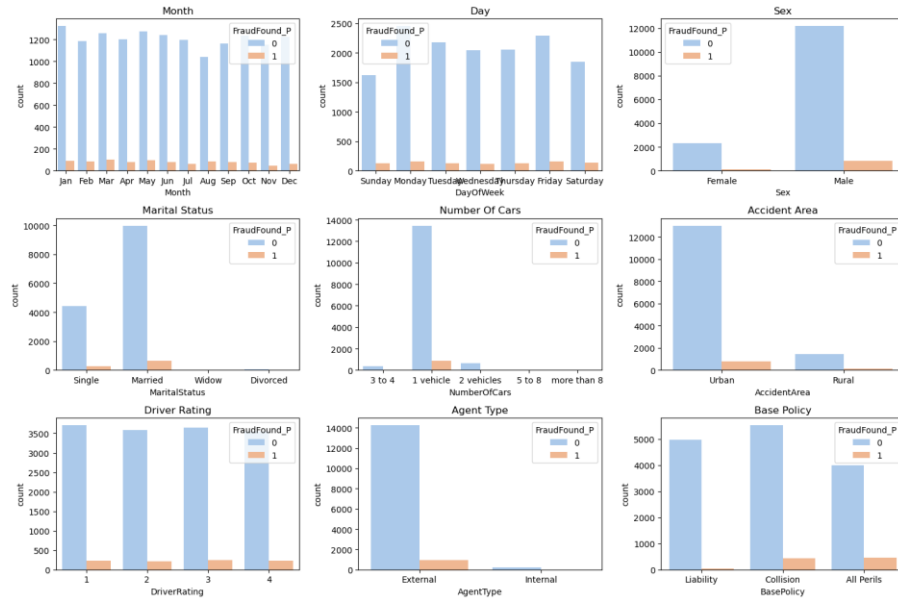 Month
FraudFound_P
0
1
count
1200
1000
800
600
400
200
0
Jan Feb Mar Apr May Jun Jul Aug Sep Oct Nov Dec
Month
Day
FraudFound_P
0
1
count
2500
2000
1500
1000
500
0
Sunday Monday Tuesday Wednesday Thursday Friday Saturday
DayOfWeek
Sex
FraudFound_P
0
1
count
12000
10000
8000
6000
4000
2000
0
Female Male
Sex
Marital Status
FraudFound_P
0
1
count
10000
8000
6000
4000
2000
0
Single Married Widow Divorced
MaritalStatus
Number Of Cars
FraudFound_P
0
1
count
14000
12000
10000
8000
6000
4000
2000
0
3 to 4 1 vehicle 2 vehicles 5 to 8 more than 8
NumberOfCars
Accident Area
FraudFound_P
0
1
count
12000
10000
8000
6000
4000
2000
0
Urban Rural
AccidentArea
Driver Rating
FraudFound_P
0
1
count
3500
3000
2500
2000
1500
1000
500
0
1 2 3 4
DriverRating
Agent Type
FraudFound_P
0
1
count
14000
12000
10000
8000
6000
4000
2000
0
External Internal
AgentType
Base Policy
FraudFound_P
0
1
count
5000
4000
3000
2000
1000
0
Liability Collision All Perils
BasePolicy